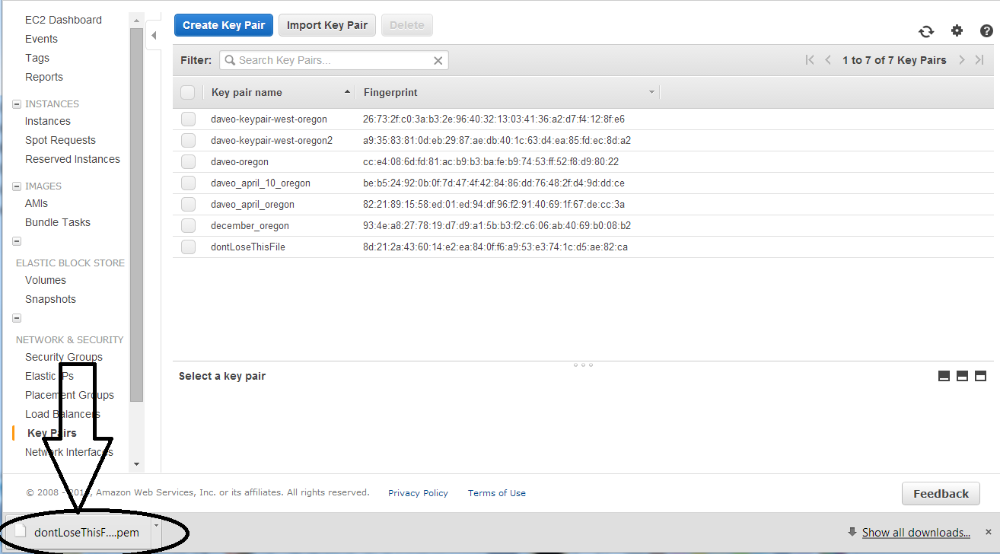 EC2 Dashboard
Events
Tags
Reports
INSTANCES
Instances
Spot Requests
Reserved Instances
IMAGES
AMIs
Bundle Tasks
ELASTIC BLOCK STORE
Volumes
Snapshots
NETWORK & SECURITY
Security Groups
Elastic IPs
Placement Groups
Load Balancers
Key Pairs
Network Interfaces
Create Key Pair Import Key Pair Delete
Filter: Search Key Pairs... 1 to 7 of 7 Key Pairs
Key pair name Fingerprint
daveo-keypair-west-oregon 26:73:2f:c0:3a:b3:2e:96:40:32:13:03:41:36:a2:d7:f4:12:8f:e6
daveo-keypair-west-oregon2 a9:35:83:81:0d:eb:29:87:ae:db:40:1c:63:d4:ea:85:fd:ec:8d:a2
daveo-oregon cc:e4:08:6d:fd:81:ac:b9:b3:ba:fe:b9:74:53:ff:52:f8:d9:80:22
daveo_april_10_oregon be:b5:24:92:0b:0f:7d:47:4f:42:84:86:dd:76:48:2f:d4:9d:dd:ce
daveo_april_oregon 82:21:89:15:58:ed:01:ed:94:df:96:f2:91:40:69:1f:67:de:cc:3a
december_oregon 93:4e:a8:27:78:19:d7:d9:a1:5b:b3:f2:c6:06:ab:40:69:b0:08:b2
dontLoseThisFile 8d:21:2a:43:60:14:e2:ea:84:0f:f6:a9:53:e3:74:1c:d5:ae:82:ca
Select a key pair
© 2008 - Amazon Web Services, Inc. or its affiliates. All rights reserved. Privacy Policy Terms of Use Feedback
dontLoseThisF....pem Show all downloads...